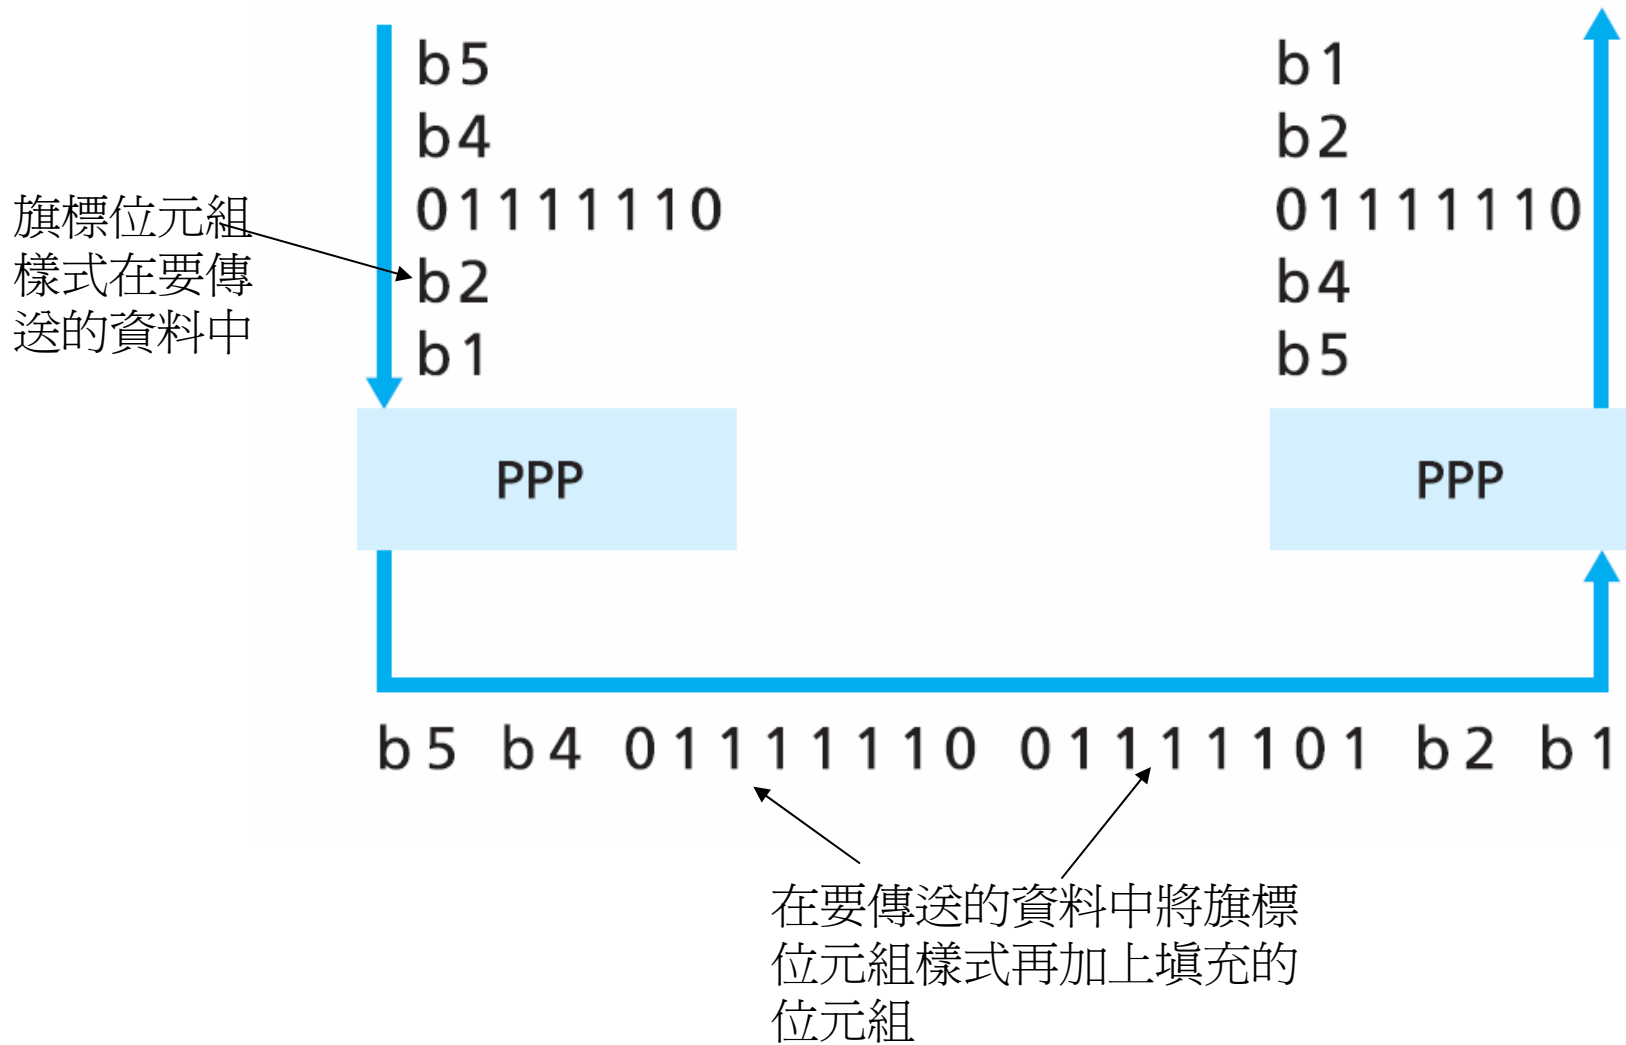 b5
b4
01111110
b2
b1
旗標位元組
樣式在要傳
送的資料中
b1
b2
01111110
b4
b5
PPP
PPP
b5 b4 01111110 01111101 b2 b1
在要傳送的資料中將旗標
位元組樣式再加上填充的
位元組